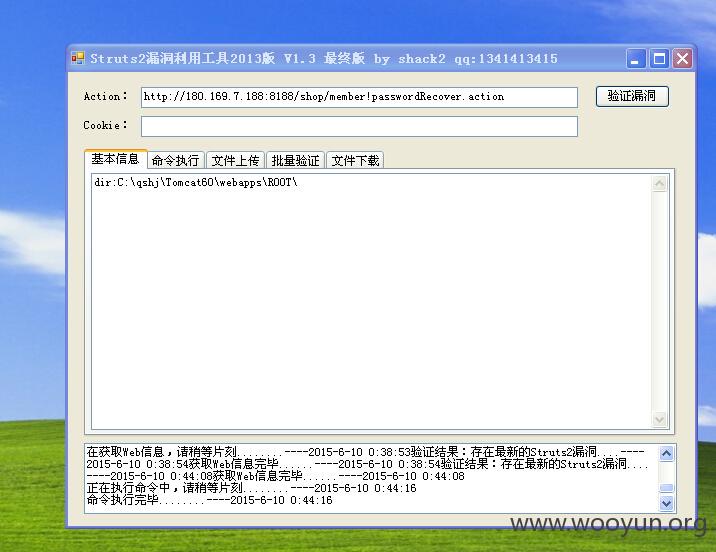 Struts2漏洞利用工具2013版 V1.3 最终版 by shack2 qq:1341413415
Action： http://180.169.7.188:8188/shop/member!passwordRecover.action 验证漏洞
Cookie：
基本信息 命令执行 文件上传 批量验证 文件下载
dir:C:\qshj\Tomcat60\webapps\ROOT\
在获取Web信息，请稍等片刻........----2015-6-10 0:38:53验证结果：存在最新的Struts2漏洞....----
2015-6-10 0:38:54获取Web信息完毕......----2015-6-10 0:38:54验证结果：存在最新的Struts2漏洞....
----2015-6-10 0:44:08获取Web信息完毕......----2015-6-10 0:44:08
正在执行命令中，请稍等片刻........----2015-6-10 0:44:16
命令执行完毕........----2015-6-10 0:44:16
www.wooyun.org